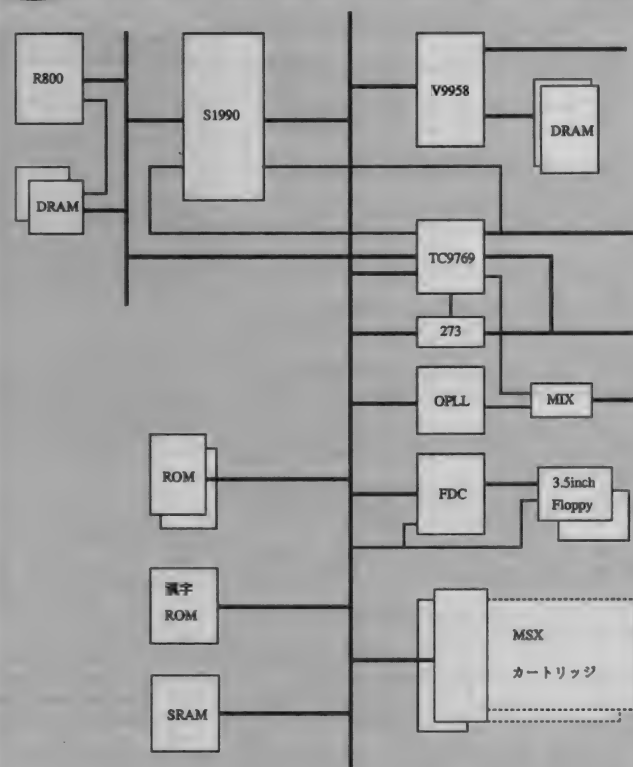 R800
S1990
V9958
DRAM
DRAM
TC9769
273
OPLL
MIX
ROM
FDC
3.5inch
Floppy
漢字
ROM
MSX
カートリッジ
SRAM